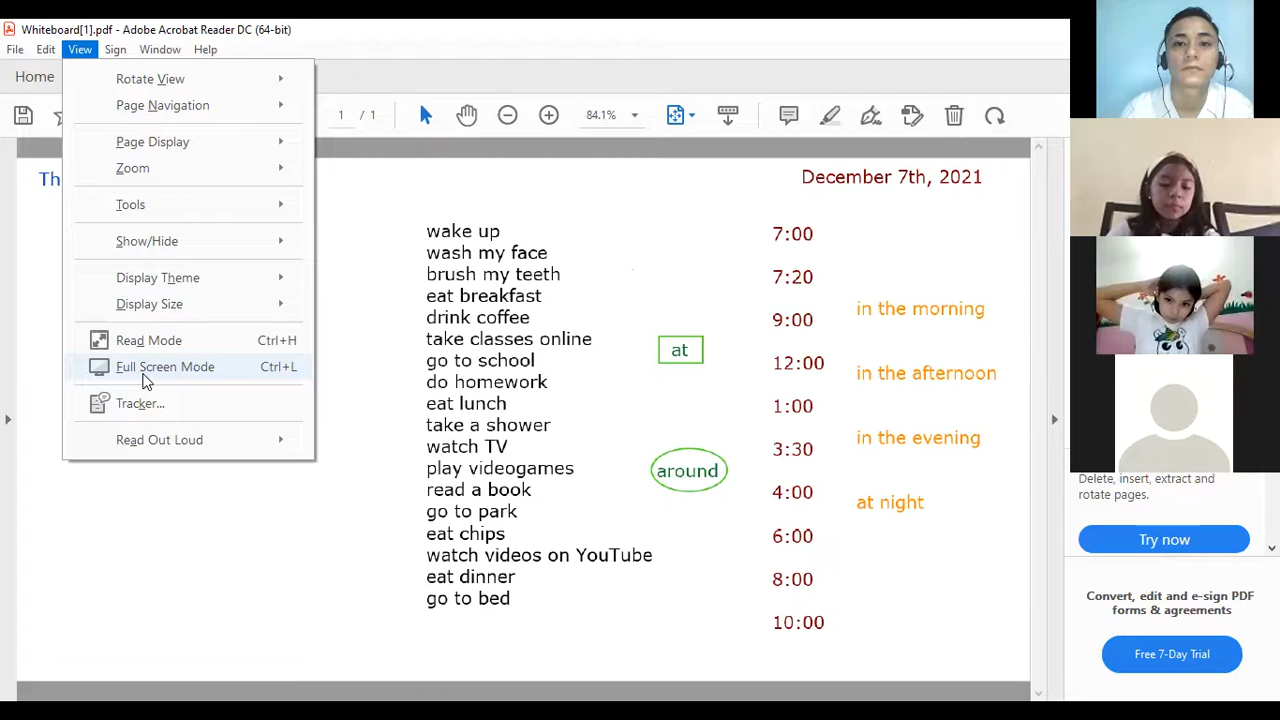 Whiteboard[1].pdf - Adobe Acrobat Reader DC (64-bit)
File Edit View Sign Window Help
Home
Rotate View
Page Navigation
Page Display
Zoom
Tools
Show/Hide
Display Theme
Display Size
Read Mode Ctrl+H
Full Screen Mode Ctrl+L
Tracker...
Read Out Loud
1 / 1
84.1%
Th
December 7th, 2021
wake up
wash my face
brush my teeth
eat breakfast
drink coffee
take classes online
go to school
do homework
eat lunch
take a shower
watch TV
play videogames
read a book
go to park
eat chips
watch videos on YouTube
eat dinner
go to bed
at
around
7:00
7:20
9:00
12:00
1:00
3:30
4:00
6:00
8:00
10:00
in the morning
in the afternoon
in the evening
at night
Delete, insert, extract and
rotate pages.
Try now
Convert, edit and e-sign PDF
forms & agreements
Free 7-Day Trial